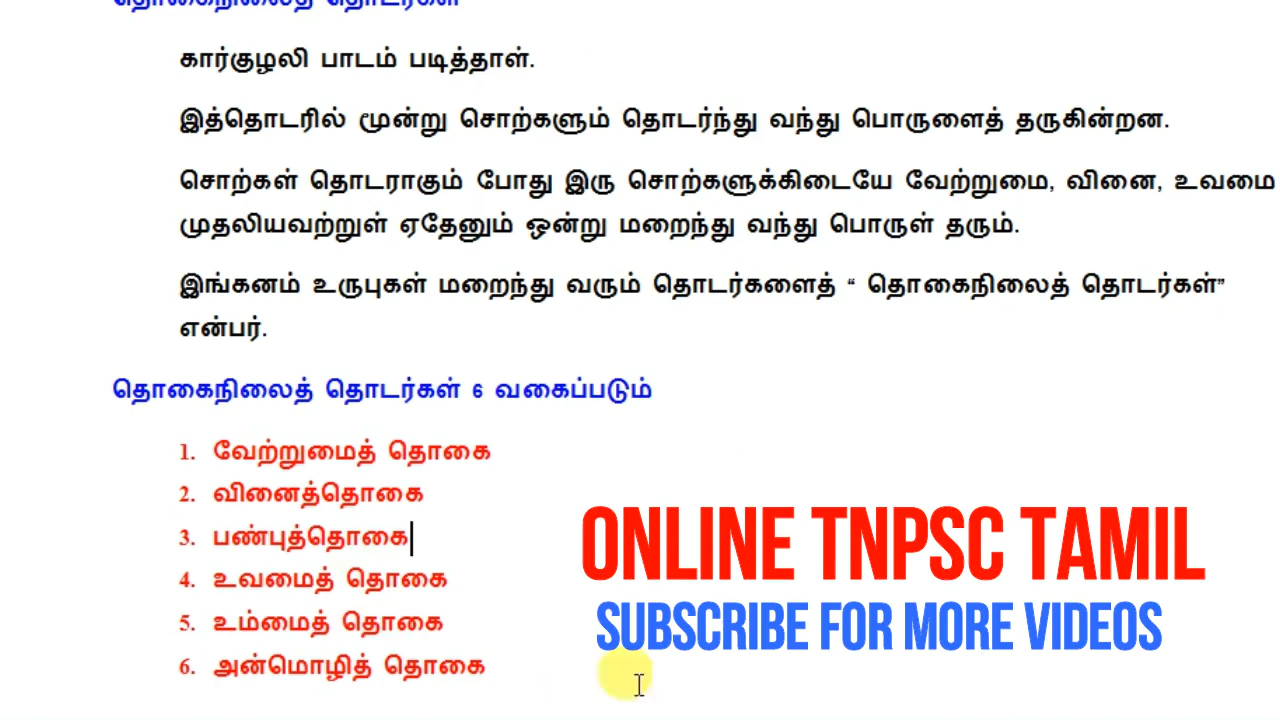 தொகைநிலைத் தொடர்கள்
கார்குழலி பாடம் படித்தாள்.
இத்தொடரில் மூன்று சொற்களும் தொடர்ந்து வந்து பொருளைத் தருகின்றன.
சொற்கள் தொடராகும் போது இரு சொற்களுக்கிடையே வேற்றுமை, வினை, உவமை
முதலியவற்றுள் ஏதேனும் ஒன்று மறைந்து வந்து பொருள் தரும்.
இங்கனம் உருபுகள் மறைந்து வரும் தொடர்களைத் “ தொகைநிலைத் தொடர்கள்”
என்பர்.
தொகைநிலைத் தொடர்கள் 6 வகைப்படும்
1. வேற்றுமைத் தொகை
2. வினைத்தொகை
3. பண்புத்தொகை
4. உவமைத் தொகை
5. உம்மைத் தொகை
6. அன்மொழித் தொகை
ONLINE TNPSC TAMIL
SUBSCRIBE FOR MORE VIDEOS